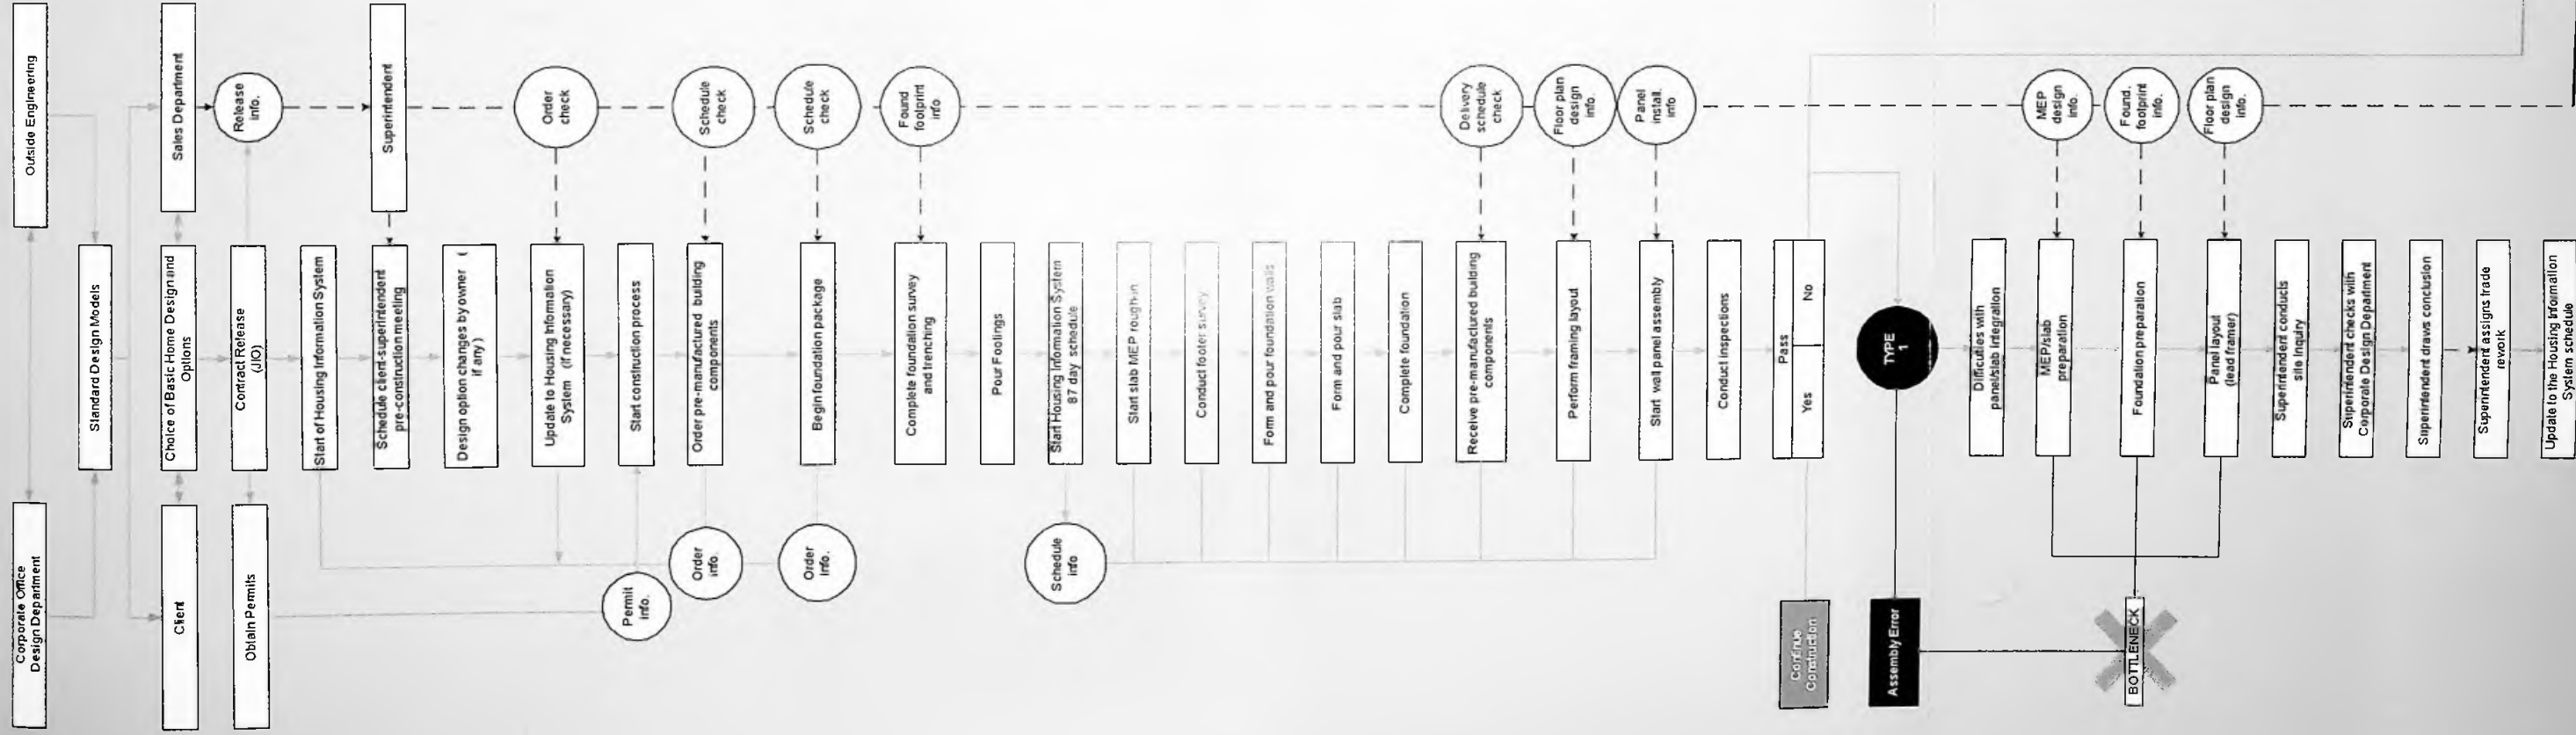 Corporate Office
Design Department
Outside Engineering
Standard Design Models
Client
Choice of Basic Home Design and
Options
Sales Department
Obtain Permits
Contract Release
(JIO)
Release
info.
Start of Housing Information System
Schedule client-superintendent
pre-construction meeting
Superintendent
Design option changes by owner (
if any)
Update to Housing Information
System (if necessary)
Order
check
Permit
info.
Start construction process
Order
info.
Order pre-manufactured building
components
Schedule
check
Order
info.
Begin foundation package
Schedule
check
Complete foundation survey
and trenching
Found
footprint
info
Pour Footings
Schedule
info
Start Housing Information System
87 day schedule
Start slab MEP rough-in
Conduct footer survey
Form and pour foundation walls
Form and pour slab
Complete foundation
Receive pre-manufactured building
components
Delivery
schedule
check
Perform framing layout
Floor plan
design
info.
Start wall panel assembly
Panel
install.
info
Conduct inspections
Pass
Yes
No
Continue
Construction
Assembly Error
TYPE
1
Difficulties with
panel/slab integration
MEP/slab
preparation
MEP
design
info.
BOTTLENECK
Foundation preparation
Found.
footprint
info.
Panel layout
(lead framer)
Floor plan
design
info.
Superintendent conducts
site inquiry
Superintendent checks with
Corporate Design Department
Superintendent draws conclusion
Superintendent assigns trade
rework
Update to the Housing Information
System schedule